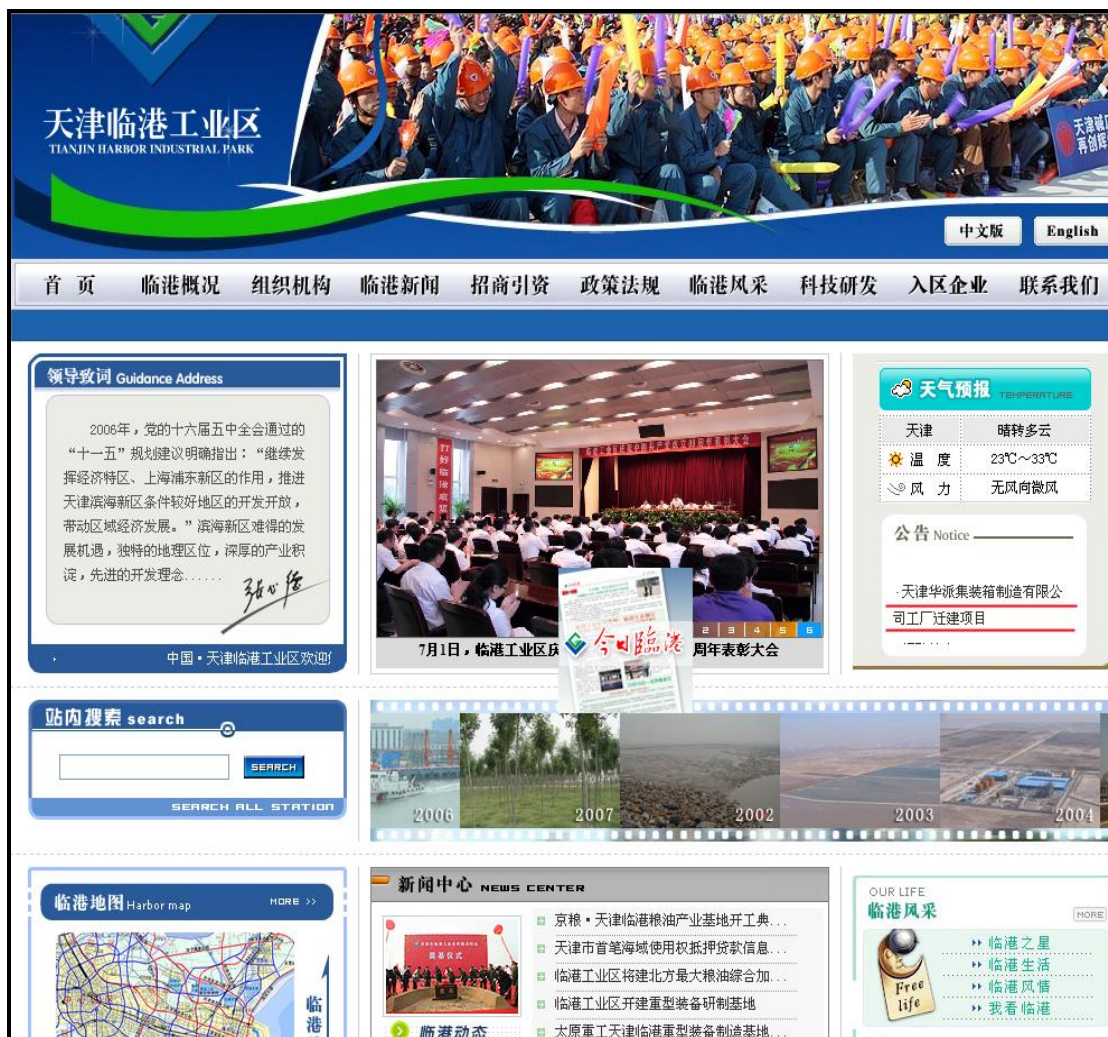 天津临港工业区
TIANJIN HARBOR INDUSTRIAL PARK
中文版 English
首 页 临港概况 组织机构 临港新闻 招商引资 政策法规 临港风采 科技研发 入区企业 联系我们
领导致词 Guidance Address
2006年，党的十六届五中全会通过的
“十一五”规划建议明确指出：“继续发
挥经济特区、上海浦东新区的作用，推进
天津滨海新区条件较好地区的开发开放，
带动区域经济发展。”滨海新区难得的发
展机遇，独特的地理区位，深厚的产业积
淀，先进的开发理念......
中国·天津临港工业区欢迎
今日临港
2 3 4 5 6
7月1日，临港工业区庆
周年表彰大会
天气预报 TEMPERATURE
天津 晴转多云
温 度 23℃～33℃
风 力 无风向微风
公告 Notice
·天津华派集装箱制造有限公
司工厂迁建项目
站内搜索 search
SEARCH
SEARCH ALL STATION
2006 2007 2002 2003 2004
临港地图 Harbor map MORE >>
临港
新闻中心 NEWS CENTER
京粮·天津临港粮油产业基地开工典...
天津市首笔海域使用权抵押贷款信息...
临港工业区将建北方最大粮油综合加...
临港工业区开建重型装备研制基地
太原重工天津临港重型装备制造基地...
奠基仪式
临港动态
OUR LIFE
临港风采 MORE
Free
life
临港之星
临港生活
临港风情
我看临港